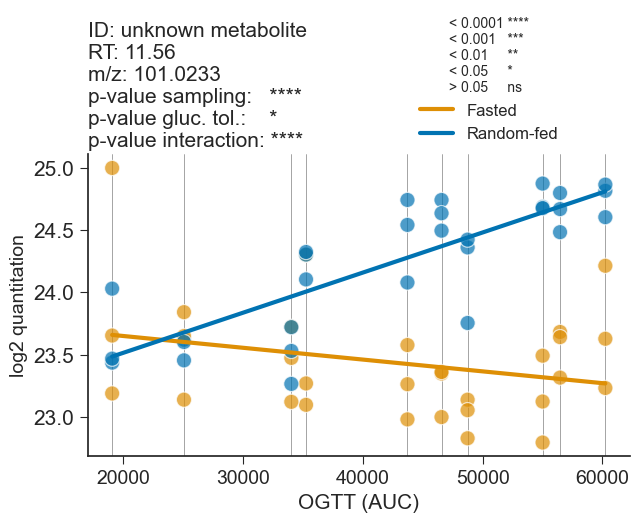 ID: unknown metabolite
RT: 11.56
m/z: 101.0233
p-value sampling: ****
p-value gluc. tol.: *
p-value interaction: ****
< 0.0001 ****
< 0.001 ***
< 0.01 **
< 0.05 *
> 0.05 ns
Fasted
Random-fed
25.0
24.5
24.0
23.5
23.0
log2 quantitation
20000 30000 40000 50000 60000
OGTT (AUC)